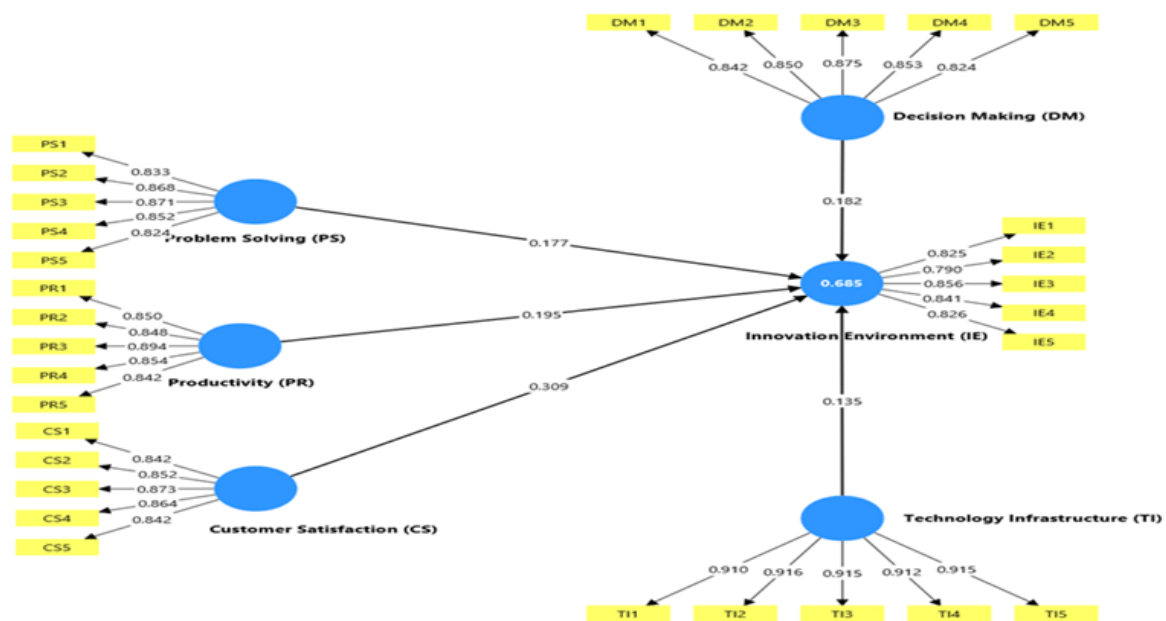 DM1 DM2 DM3 DM4 DM5
0.842 0.850 0.875 0.853 0.824
Decision Making (DM)
0.182
PS1
PS2
PS3
PS4
PS5
0.833
0.868
0.871
0.852
0.824
Problem Solving (PS)
0.177
PR1
PR2
PR3
PR4
PR5
0.850
0.848
0.894
0.854
0.842
Productivity (PR)
0.195
CS1
CS2
CS3
CS4
CS5
0.842
0.852
0.873
0.864
0.842
Customer Satisfaction (CS)
0.309
0.685
Innovation Environment (IE)
0.825
0.790
0.856
0.841
0.826
IE1
IE2
IE3
IE4
IE5
0.135
Technology Infrastructure (TI)
0.910 0.916 0.915 0.912 0.915
TI1 TI2 TI3 TI4 TI5